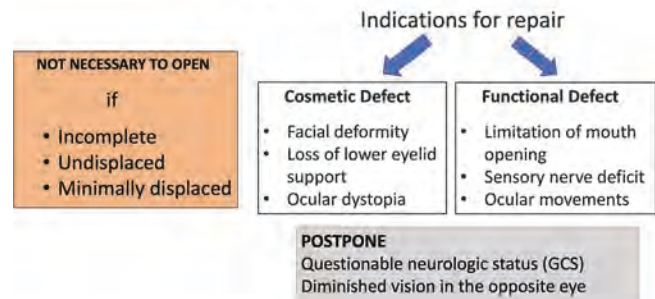 Indications for repair
NOT NECESSARY TO OPEN
if
• Incomplete
• Undisplaced
• Minimally displaced
Cosmetic Defect
• Facial deformity
• Loss of lower eyelid
support
• Ocular dystopia
Functional Defect
• Limitation of mouth
opening
• Sensory nerve deficit
• Ocular movements
POSTPONE
Questionable neurologic status (GCS)
Diminished vision in the opposite eye